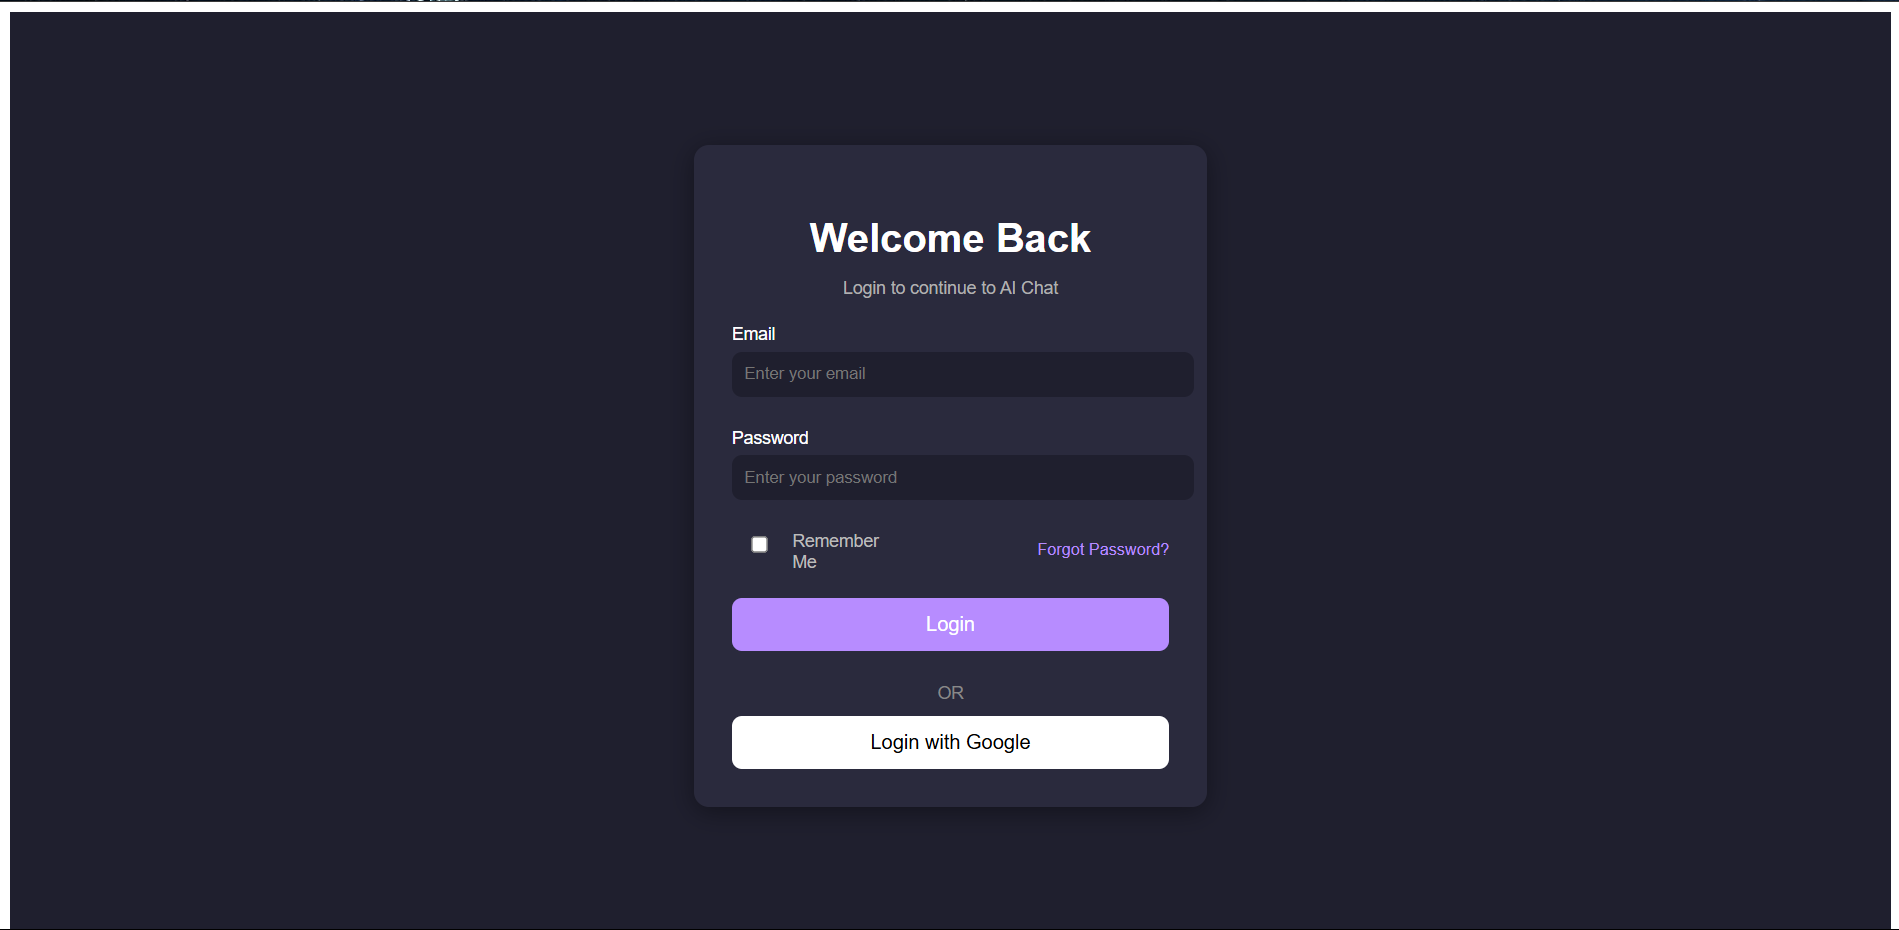 Welcome Back
Login to continue to AI Chat
Email
Enter your email
Password
Enter your password
Remember
Me
Forgot Password?
Login
OR
Login with Google